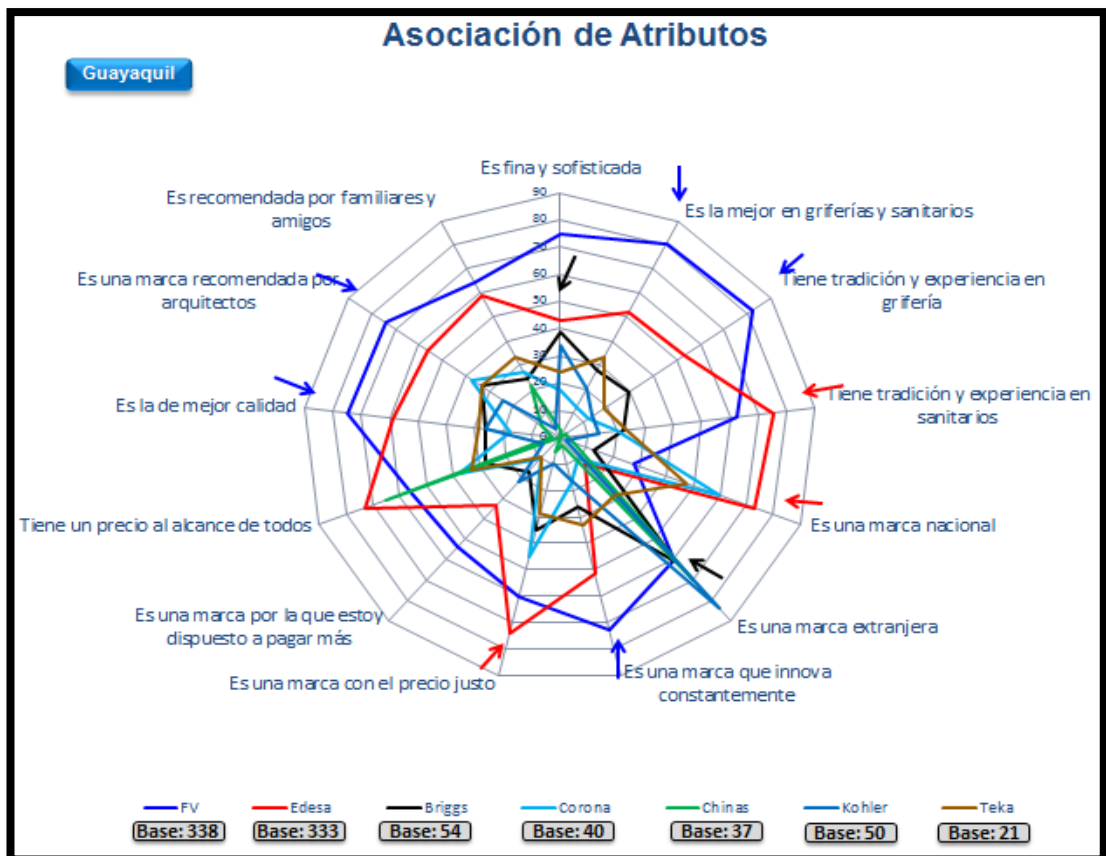 Asociación de Atributos
Guayaquil
Es fina y sofisticada
Es recomendada por familiares y
amigos
Es la mejor en griferías y sanitarios
Es una marca recomendada por
arquitectos
Tiene tradición y experiencia en
grifería
Es la de mejor calidad
Tiene tradición y experiencia en
sanitarios
Tiene un precio al alcance de todos
Es una marca nacional
Es una marca por la que estoy
dispuesto a pagar más
Es una marca extranjera
Es una marca con el precio justo
Es una marca que innova
constantemente
90
80
70
60
50
40
30
20
10
0
FV
Edesa
Briggs
Corona
Chinas
Kohler
Teka
Base: 338
Base: 333
Base: 54
Base: 40
Base: 37
Base: 50
Base: 21